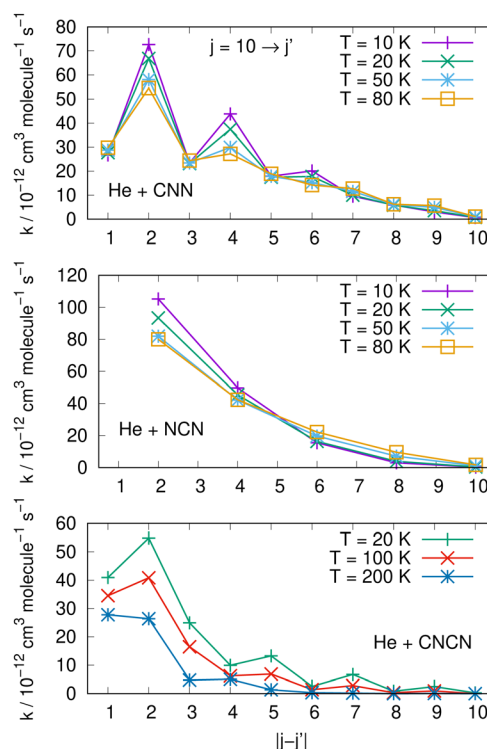 80
70
60
50
40
30
20
10
0
k / 10⁻¹² cm³ molecule⁻¹ s⁻¹
j = 10 → j’
T = 10 K
T = 20 K
T = 50 K
T = 80 K
He + CNN
1 2 3 4 5 6 7 8 9 10
120
100
80
60
40
20
0
k / 10⁻¹² cm³ molecule⁻¹ s⁻¹
T = 10 K
T = 20 K
T = 50 K
T = 80 K
He + NCN
1 2 3 4 5 6 7 8 9 10
60
50
40
30
20
10
0
k / 10⁻¹² cm³ molecule⁻¹ s⁻¹
T = 20 K
T = 100 K
T = 200 K
He + CNCN
1 2 3 4 5 6 7 8 9 10
|j–j’|